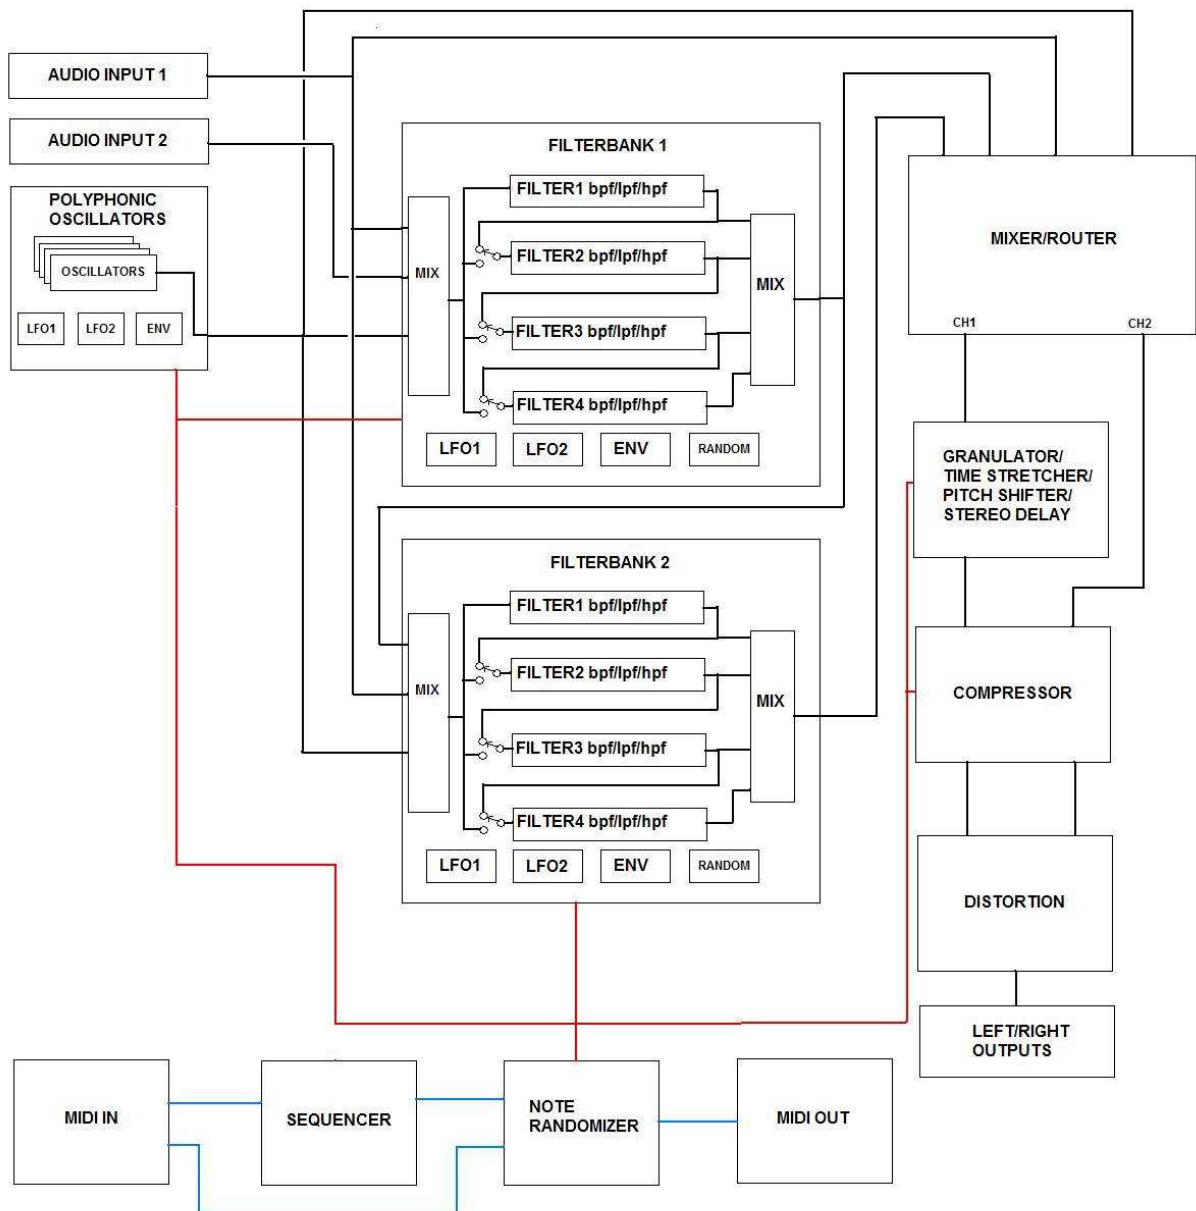 AUDIO INPUT 1
AUDIO INPUT 2
POLYPHONIC
OSCILLATORS
OSCILLATORS
LFO1
LFO2
ENV
FILTERBANK 1
MIX
FILTER1 bpf/lpf/hpf
FILTER2 bpf/lpf/hpf
FILTER3 bpf/lpf/hpf
FILTER4 bpf/lpf/hpf
MIX
LFO1
LFO2
ENV
RANDOM
MIXER/ROUTER
CH1
CH2
GRANULATOR/
TIME STRETCHER/
PITCH SHIFTER/
STEREO DELAY
FILTERBANK 2
MIX
FILTER1 bpf/lpf/hpf
FILTER2 bpf/lpf/hpf
FILTER3 bpf/lpf/hpf
FILTER4 bpf/lpf/hpf
MIX
LFO1
LFO2
ENV
RANDOM
COMPRESSOR
DISTORTION
LEFT/RIGHT
OUTPUTS
MIDI IN
SEQUENCER
NOTE
RANDOMIZER
MIDI OUT